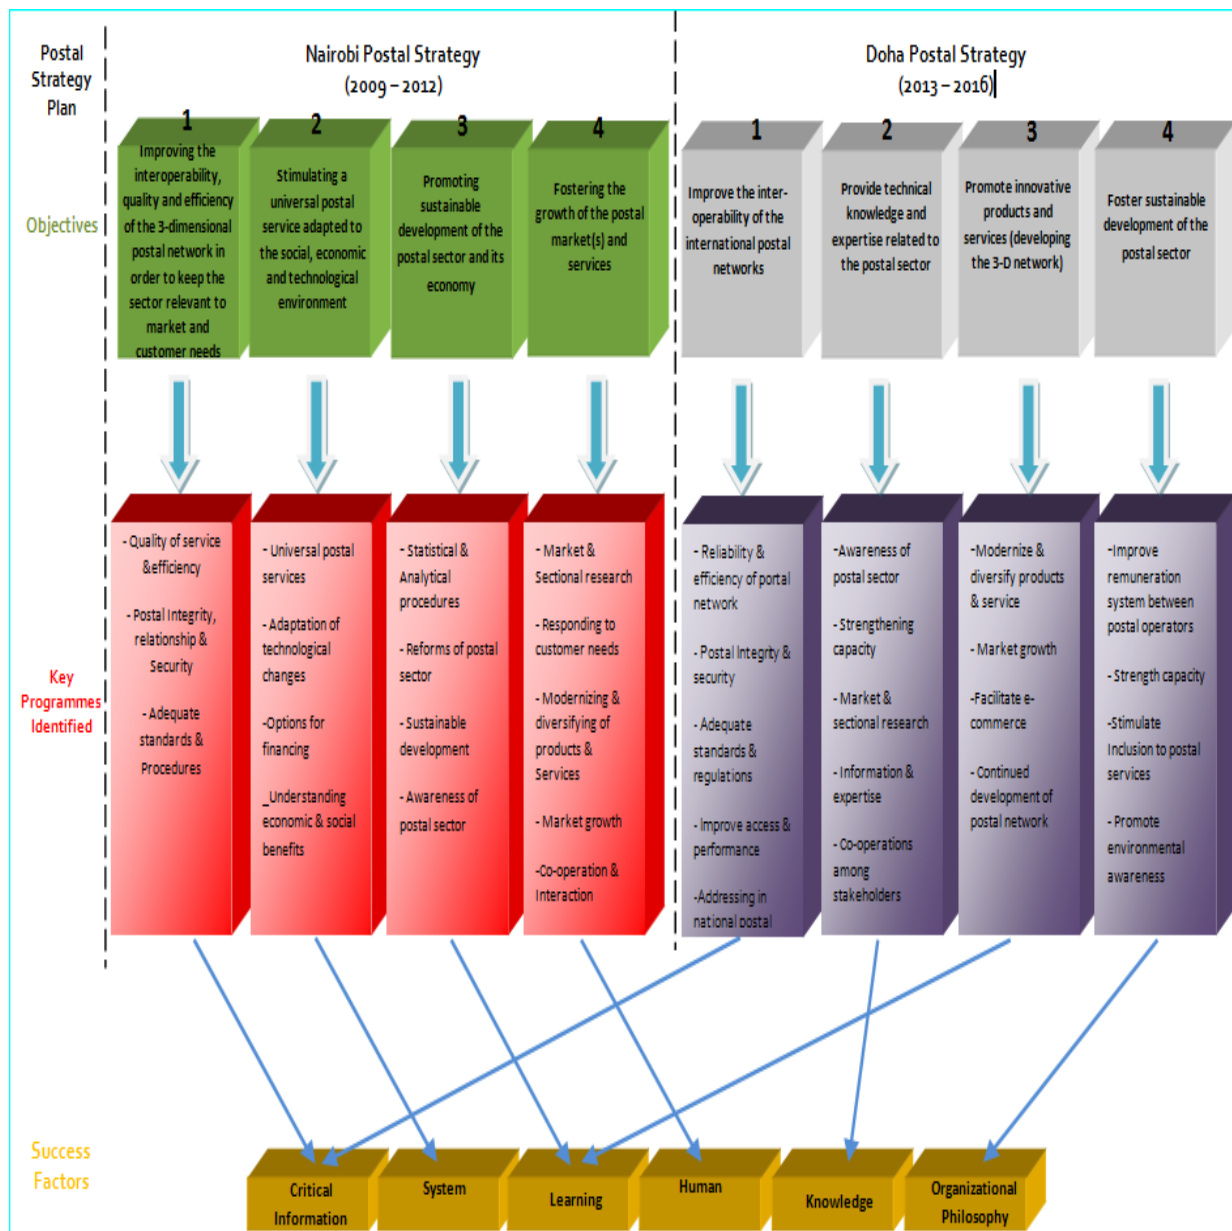 Postal
Strategy
Plan
Nairobi Postal Strategy
(2009 – 2012)
Doha Postal Strategy
(2013 – 2016)
Objectives
1
Improving the
interoperability,
quality and efficiency
of the 3-dimensional
postal network in
order to keep the
sector relevant to
market and
customer needs
2
Stimulating a
universal postal
service adapted to
the social, economic
and technological
environment
3
Promoting
sustainable
development of the
postal sector and its
economy
4
Fostering the
growth of the postal
market(s) and
services
1
Improve the inter-
operability of the
international postal
networks
2
Provide technical
knowledge and
expertise related to
the postal sector
3
Promote innovative
products and
services (developing
the 3-D network)
4
Foster sustainable
development of the
postal sector
Key
Programmes
Identified
- Quality of service
&efficiency
- Postal Integrity,
relationship &
Security
- Adequate
standards &
Procedures
- Universal postal
services
- Adaptation of
technological
changes
-Options for
financing
_Understanding
economic & social
benefits
- Statistical &
Analytical
procedures
- Reforms of postal
sector
- Sustainable
development
- Awareness of
postal sector
- Market &
Sectional research
- Responding to
customer needs
- Modernizing &
diversifying of
products &
Services
- Market growth
-Co-operation &
Interaction
- Reliability &
efficiency of portal
network
- Postal Integrity &
security
- Adequate
standards &
regulations
- Improve access &
performance
-Addressing in
national postal
-Awareness of
postal sector
- Strengthening
capacity
- Market &
sectional research
- Information &
expertise
- Co-operations
among
stakeholders
-Modernize &
diversify products
& service
- Market growth
-Facilitate e-
commerce
- Continued
development of
postal network
-Improve
remuneration
system between
postal operators
- Strength capacity
-Stimulate
Inclusion to postal
services
- Promote
environmental
awareness
Success
Factors
Critical
Information
System
Learning
Human
Knowledge
Organizational
Philosophy